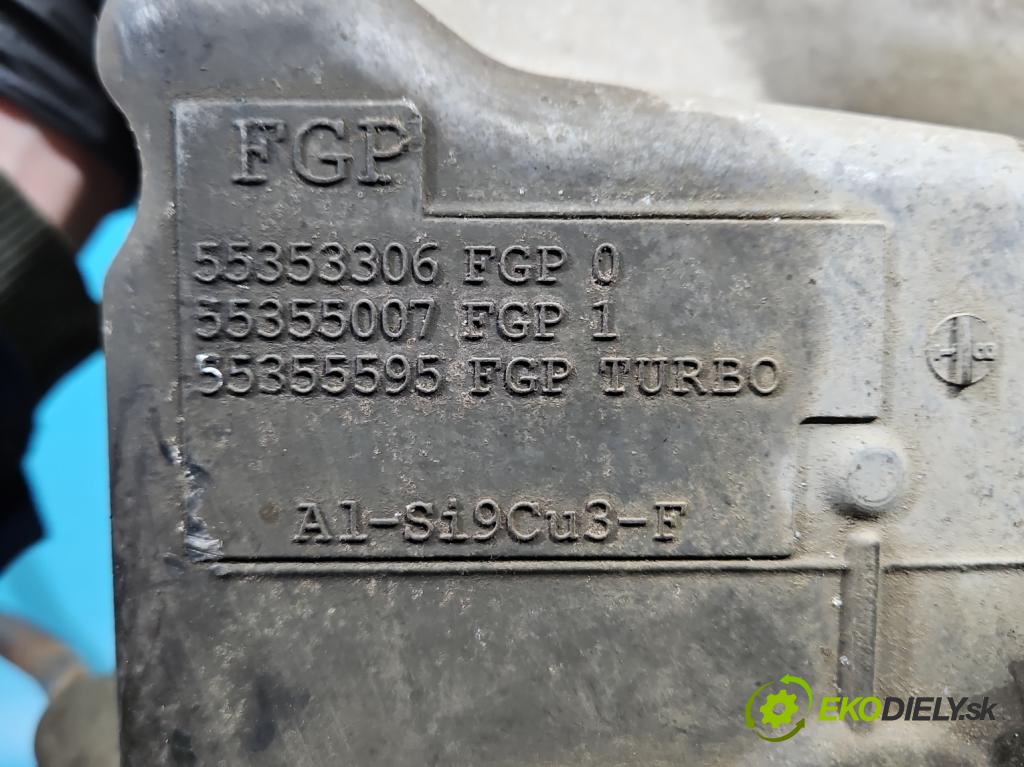 FGP
55353306 FGP 0
55355007 FGP 1
55355595 FGP TURBO
Al-Si9Cu3-F
EKODIELY.sk